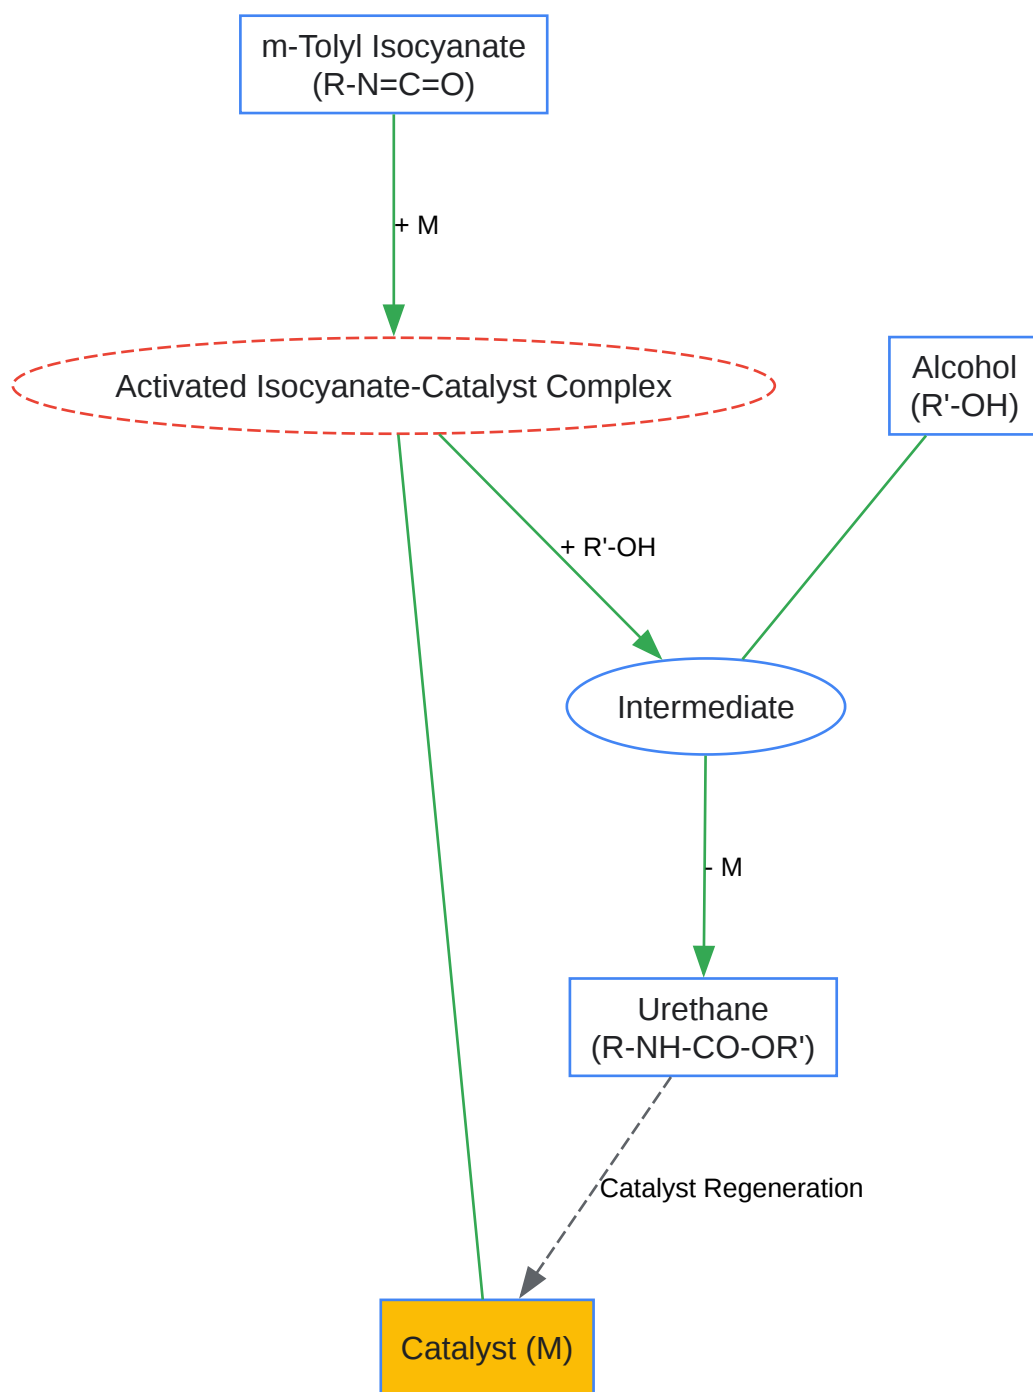 m-Tolyl Isocyanate
(R-N=C=O)
+ M
Activated Isocyanate-Catalyst Complex
Alcohol
(R'-OH)
+ R'-OH
Intermediate
- M
Urethane
(R-NH-CO-OR')
Catalyst Regeneration
Catalyst (M)